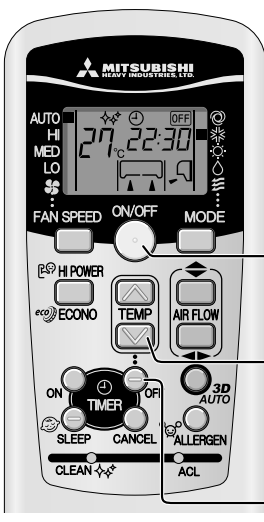 MITSUBISHI
HEAVY INDUSTRIES, LTD.
AUTO
OFF
HI
27°C 22:30
MED
LO
FAN SPEED ON/OFF MODE
HI POWER
eco ECONO
TEMP
AIR FLOW
ON
OFF
3D
AUTO
TIMER
SLEEP CANCEL ALLERGEN
CLEAN ACL